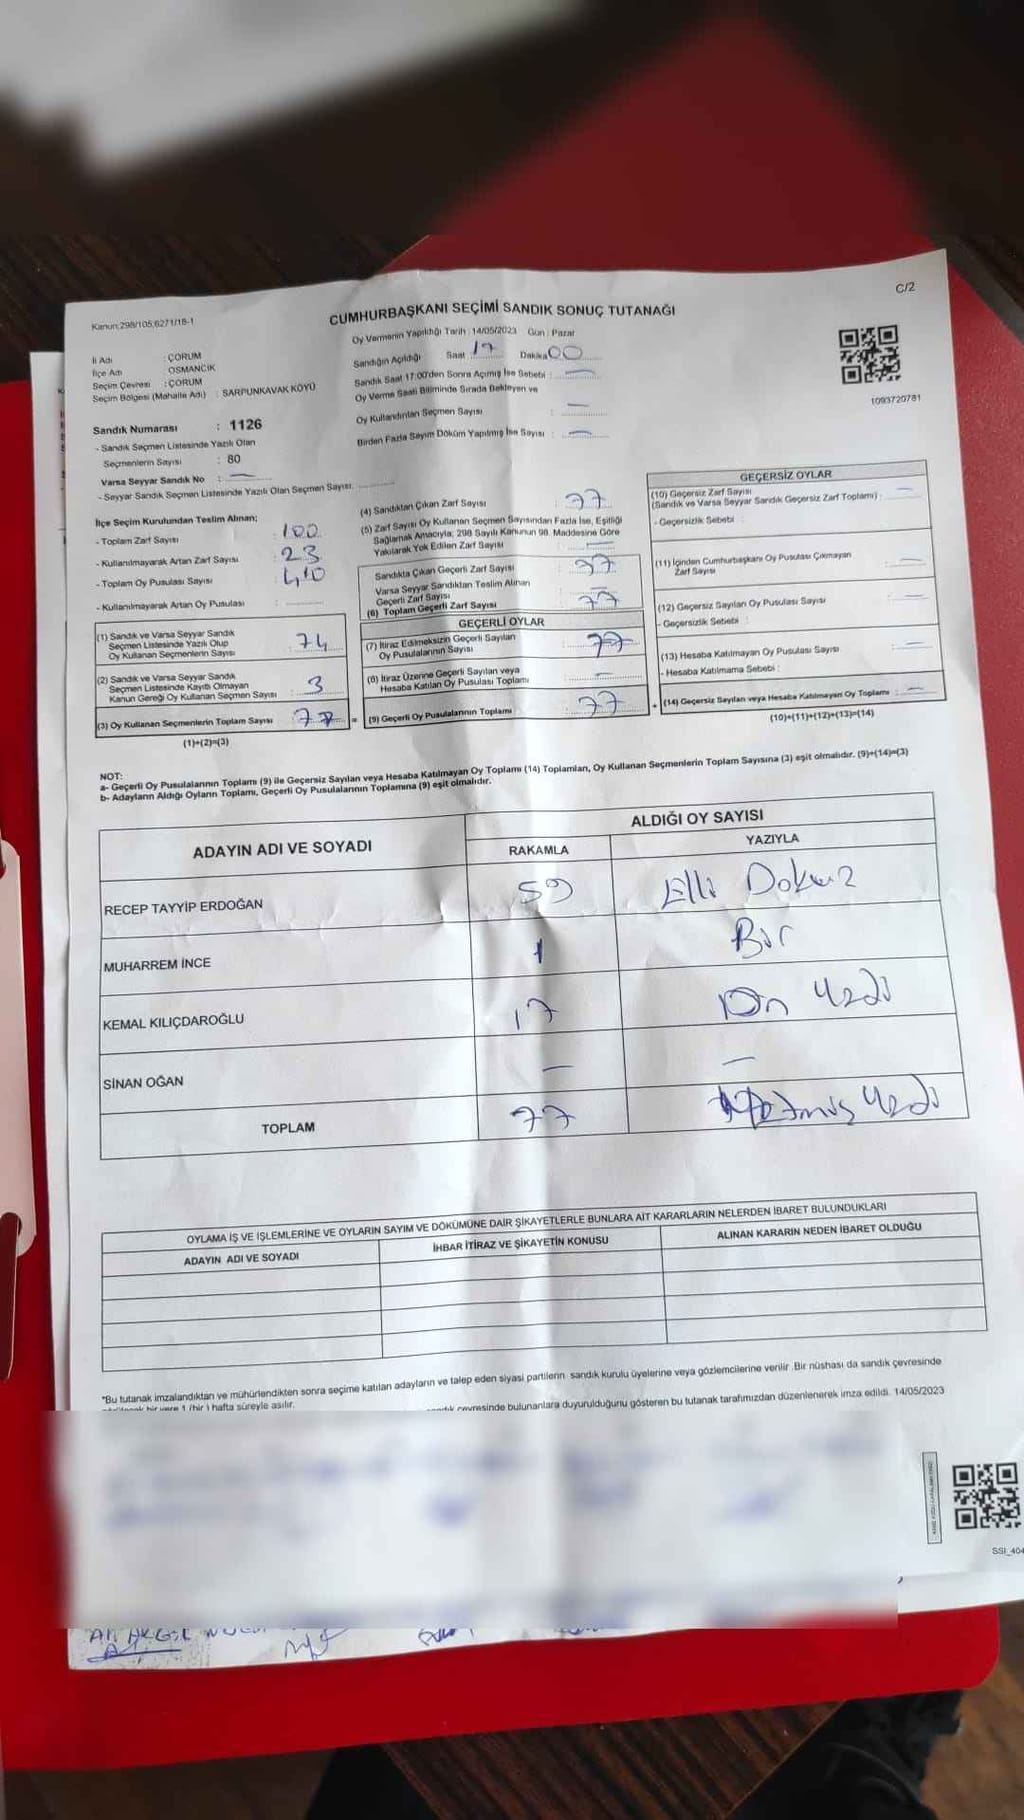 C/2
Kanun:298/105,6271/18-1
CUMHURBAŞKANI SEÇİMİ SANDIK SONUÇ TUTANAĞI
Oy Vermenin Yapıldığı Tarih : 14/05/2023 Gün : Pazar
İl Adı : ÇORUM
İlçe Adı : OSMANCIK
Seçim Çevresi : ÇORUM
Seçim Bölgesi (Mahalle Adı) : SARPUNKAVAK KÖYÜ
Sandığın Açıldığı Saat : 17 Dakika : 00
Sandık Saat 17:00'den Sonra Açımış İse Sebebi : —
Oy Verme Saati Bitiminde Sırada Bekleyen ve
Oy Kullandırılan Seçmen Sayısı : —
Birden Fazla Sayım Döküm Yapılmış İse Sayısı : —
1093720781
Sandık Numarası : 1126
- Sandık Seçmen Listesinde Yazılı Olan
Seçmenlerin Sayısı : 80
Varsa Seyyar Sandık No : —
- Seyyar Sandık Seçmen Listesinde Yazılı Olan Seçmen Sayısı:
İlçe Seçim Kurulundan Teslim Alınan;
- Toplam Zarf Sayısı : 100
- Kullanılmayarak Artan Zarf Sayısı : 23
- Toplam Oy Pusulası Sayısı :
- Kullanılmayarak Artan Oy Pusulası :
(1) Sandık ve Varsa Seyyar Sandık
Seçmen Listesinde Yazılı Olup
Oy Kullanan Seçmenlerin Sayısı : 74
(2) Sandık ve Varsa Seyyar Sandık
Seçmen Listesinde Kayıtlı Olmayan
Kanun Gereği Oy Kullanan Seçmen Sayısı : 3
(3) Oy Kullanan Seçmenlerin Toplam Sayısı : 77 =
(1)+(2)=(3)
(4) Sandıktan Çıkan Zarf Sayısı : 77
(5) Zarf Sayısı Oy Kullanan Seçmen Sayısından Fazla İse, Eşitliği
Sağlamak Amacıyla; 298 Sayılı Kanunun 98. Maddesine Göre
Yakılarak Yok Edilen Zarf Sayısı : —
Sandıkta Çıkan Geçerli Zarf Sayısı : 77
Varsa Seyyar Sandıktan Teslim Alınan
Geçerli Zarf Sayısı : —
(6) Toplam Geçerli Zarf Sayısı : 77
GEÇERLİ OYLAR
(7) İtiraz Edilmeksizin Geçerli Sayılan
Oy Pusulalarının Sayısı : 77
(8) İtiraz Üzerine Geçerli Sayılan veya
Hesaba Katılan Oy Pusulası Toplamı : —
(9) Geçerli Oy Pusulalarının Toplamı : 77 +
GEÇERSİZ OYLAR
(10) Geçersiz Zarf Sayısı
(Sandık ve Varsa Seyyar Sandık Geçersiz Zarf Toplamı) : —
- Geçersizlik Sebebi :
(11) İçinden Cumhurbaşkanı Oy Pusulası Çıkmayan
Zarf Sayısı : —
(12) Geçersiz Sayılan Oy Pusulası Sayısı : —
- Geçersizlik Sebebi :
(13) Hesaba Katılmayan Oy Pusulası Sayısı : —
- Hesaba Katılmama Sebebi :
(14) Geçersiz Sayılan veya Hesaba Katılmayan Oy Toplamı : —
(10)+(11)+(12)+(13)=(14)
NOT:
a- Geçerli Oy Pusulalarının Toplamı (9) ile Geçersiz Sayılan veya Hesaba Katılmayan Oy Toplamı (14) Toplamları, Oy Kullanan Seçmenlerin Toplam Sayısına (3) eşit olmalıdır. (9)+(14)=(3)
b- Adayların Aldığı Oyların Toplamı, Geçerli Oy Pusulalarının Toplamına (9) eşit olmalıdır.
ADAYIN ADI VE SOYADI ALDIĞI OY SAYISI
RAKAMLA YAZIYLA
RECEP TAYYİP ERDOĞAN 59 Elli Dokuz
MUHARREM İNCE 1 Bir
KEMAL KILIÇDAROĞLU 17 On Yedi
SİNAN OĞAN — —
TOPLAM 77 Yetmiş Yedi
OYLAMA İŞ VE İŞLEMLERİNE VE OYLARIN SAYIM VE DÖKÜMÜNE DAİR ŞİKAYETLERLE BUNLARA AİT KARARLARIN NELERDEN İBARET BULUNDUKLARI
ADAYIN ADI VE SOYADI İHBAR İTİRAZ VE ŞİKAYETİN KONUSU ALINAN KARARIN NEDEN İBARET OLDUĞU
*Bu tutanak imzalandıktan ve mühürlendikten sonra seçime katılan adayların ve talep eden siyasi partilerin sandık kurulu üyelerine veya gözlemcilerine verilir. Bir nüshası da sandık çevresinde
bir yere 1 (bir) hafta süreyle asılır.
çevresinde bulunanlara duyurulduğunu gösteren bu tutanak tarafımızdan düzenlenerek imza edildi. 14/05/2023
SSI_404